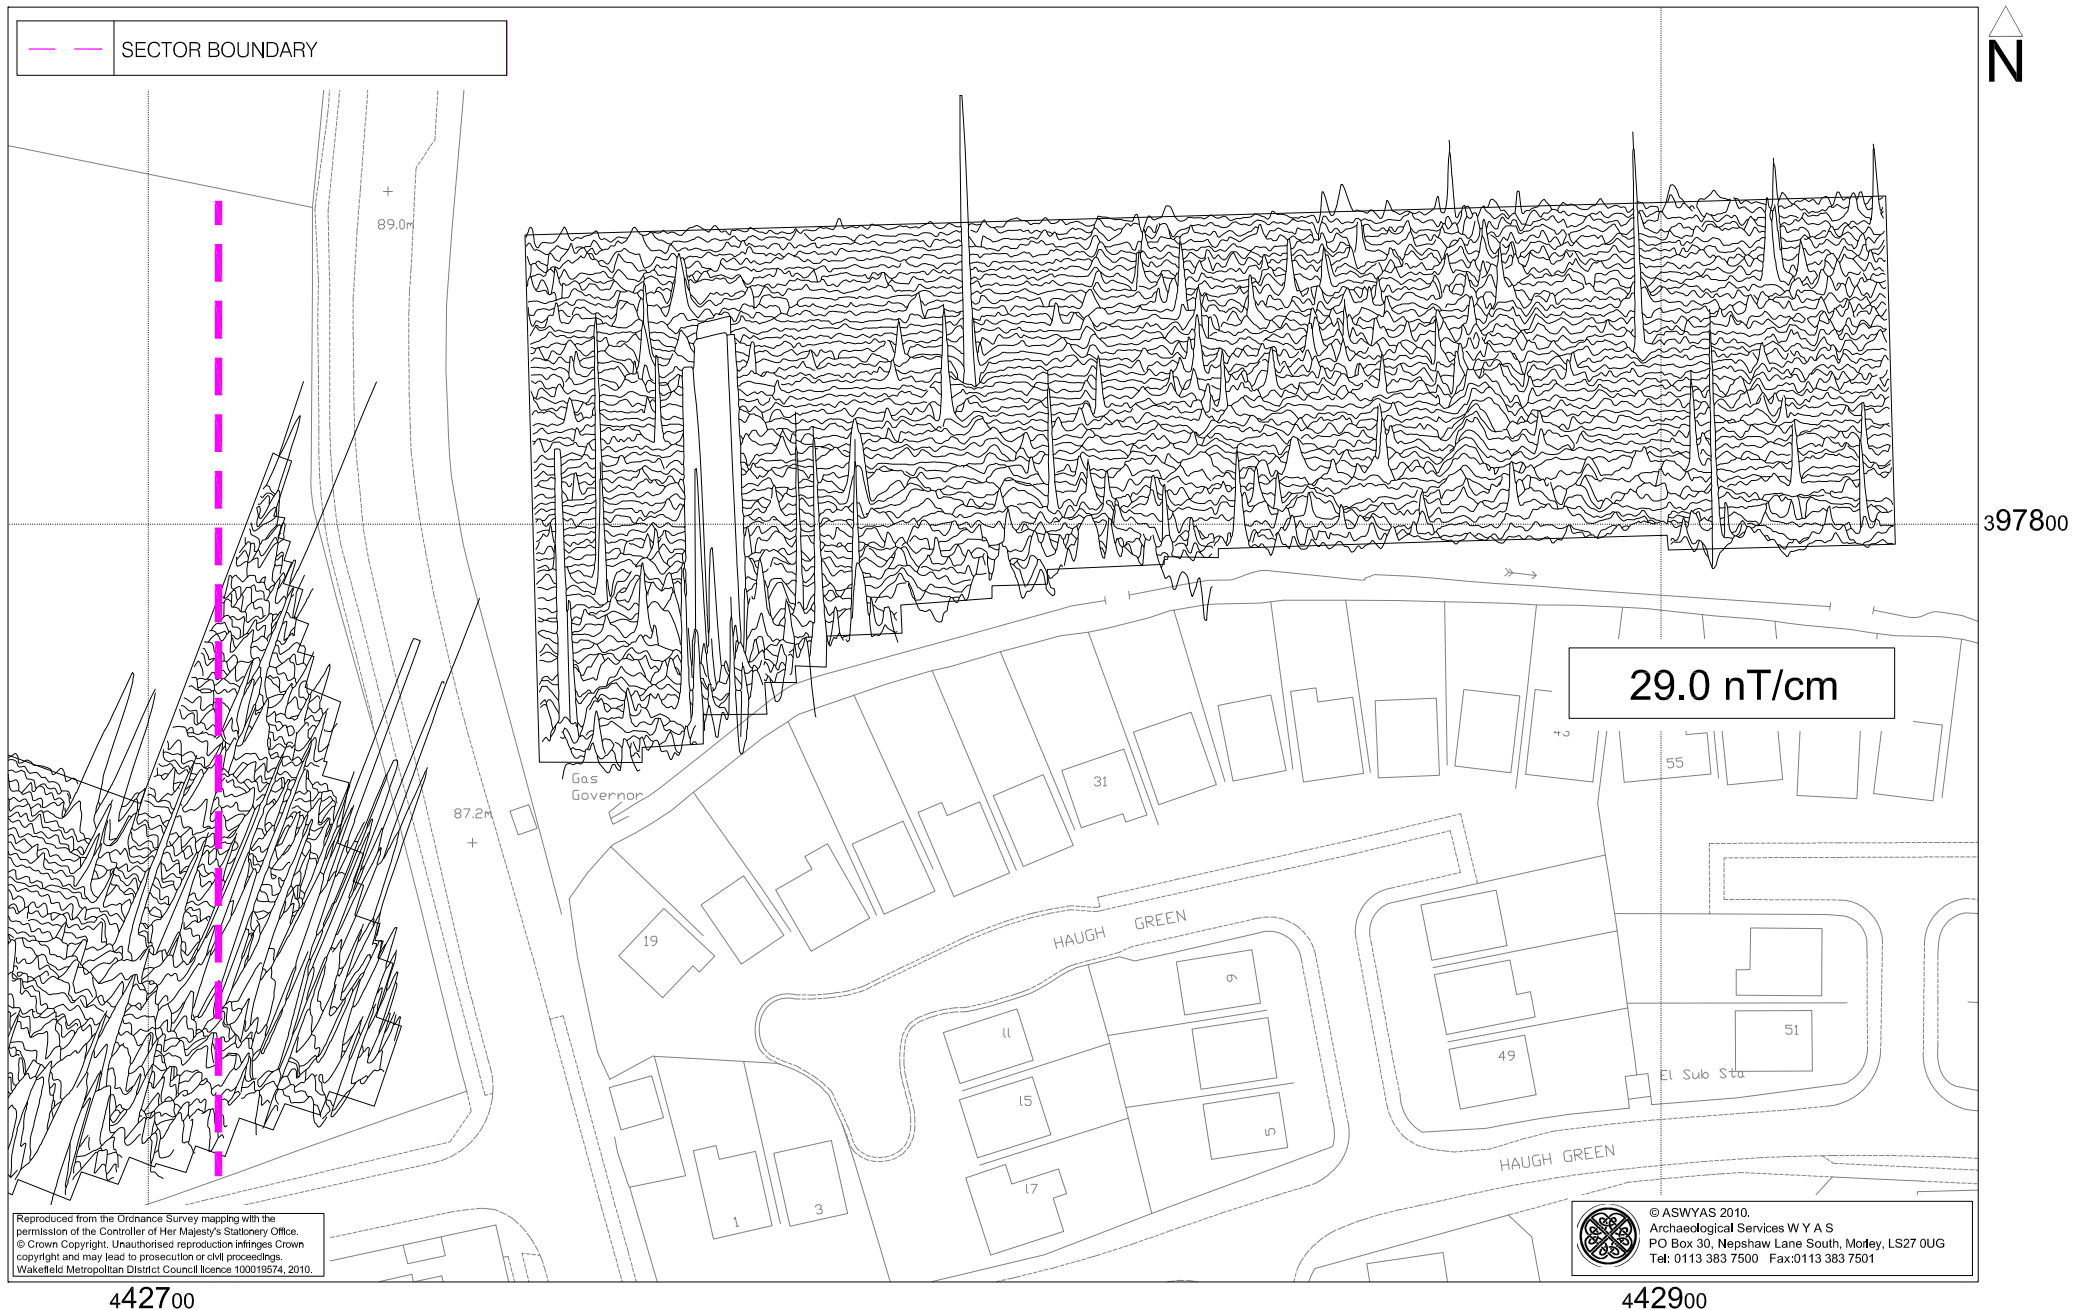 SECTOR BOUNDARY
N
89.0m
397800
29.0 nT/cm
Gas
Governor
87.2m
31
55
19
HAUGH GREEN
9
11
15
17
5
49
51
El Sub Sta
HAUGH GREEN
1
3
Reproduced from the Ordnance Survey mapping with the
permission of the Controller of Her Majesty's Stationery Office.
© Crown Copyright. Unauthorised reproduction infringes Crown
copyright and may lead to prosecution or civil proceedings.
Wakefield Metropolitan District Council licence 100019574, 2010.
© ASWYAS 2010.
Archaeological Services W Y A S
PO Box 30, Nepshaw Lane South, Morley, LS27 0UG
Tel: 0113 383 7500 Fax:0113 383 7501
442700
442900